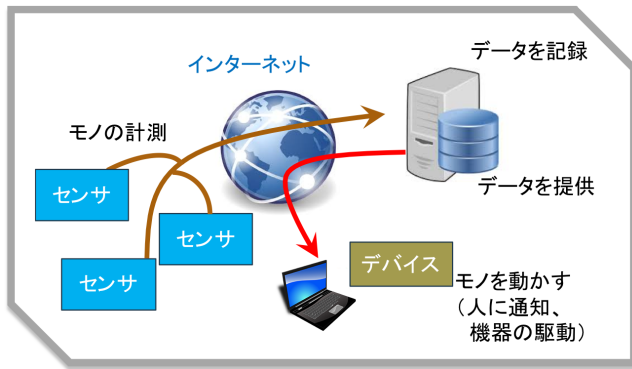 データを記録
インターネット
モノの計測
センサ
センサ
センサ
データを提供
デバイス
モノを動かす
(人に通知、
機器の駆動)